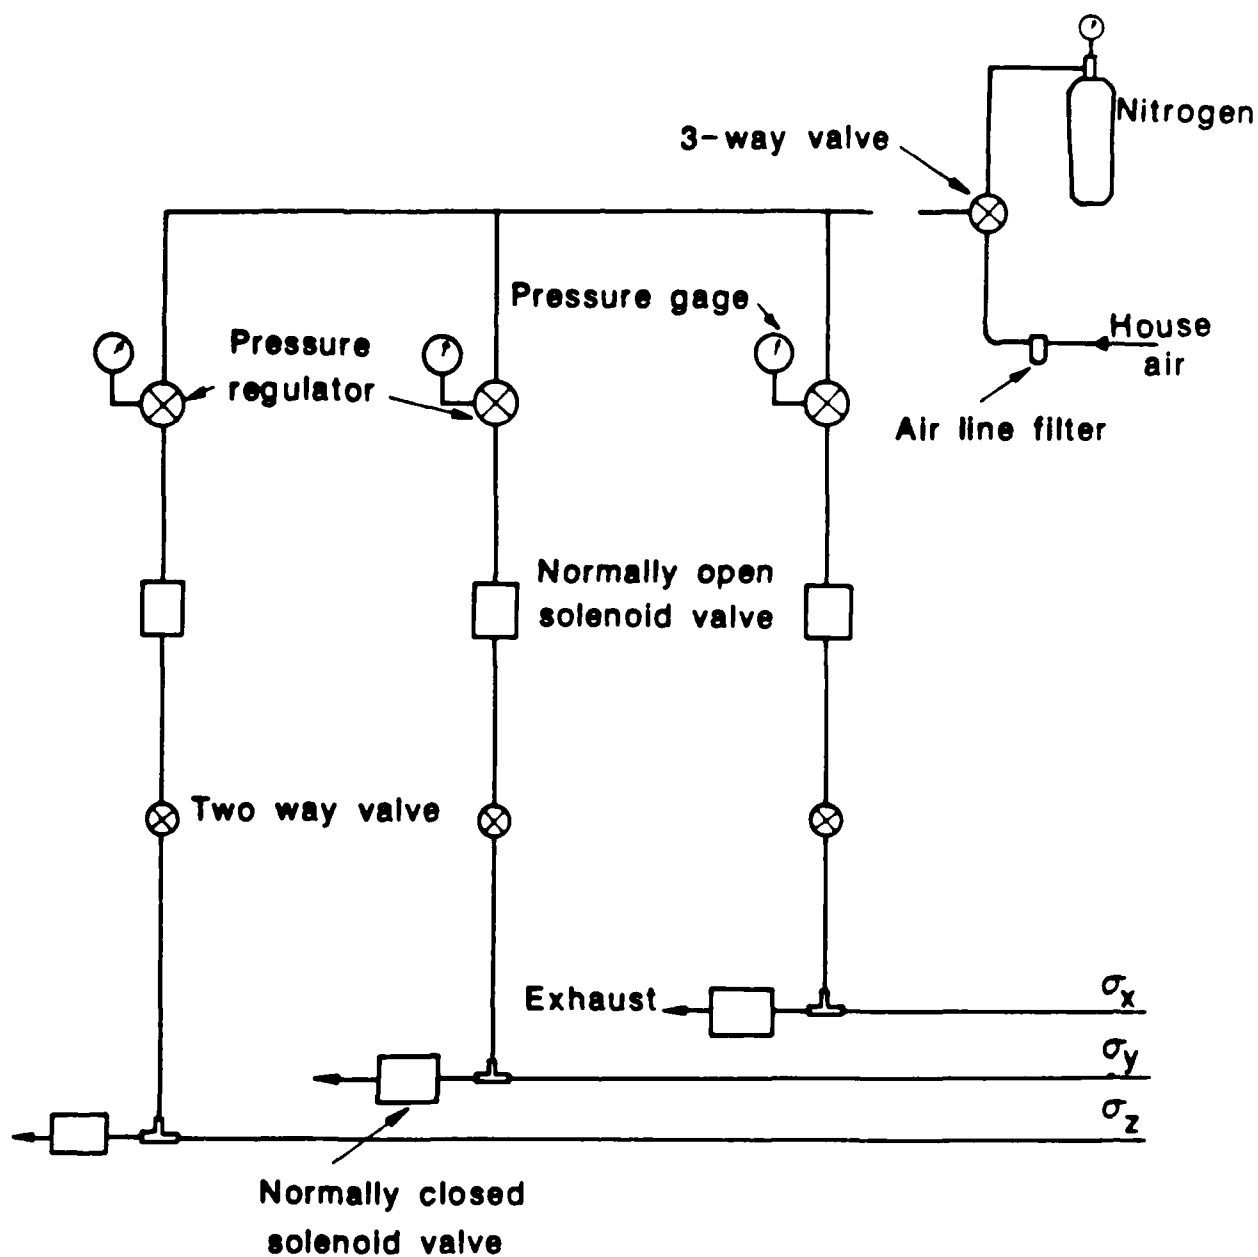 Nitrogen
3-way valve
Pressure gage
House
air
Pressure
regulator
Air line filter
Normally open
solenoid valve
Two way valve
Exhaust
σx
σy
σz
Normally closed
solenoid valve